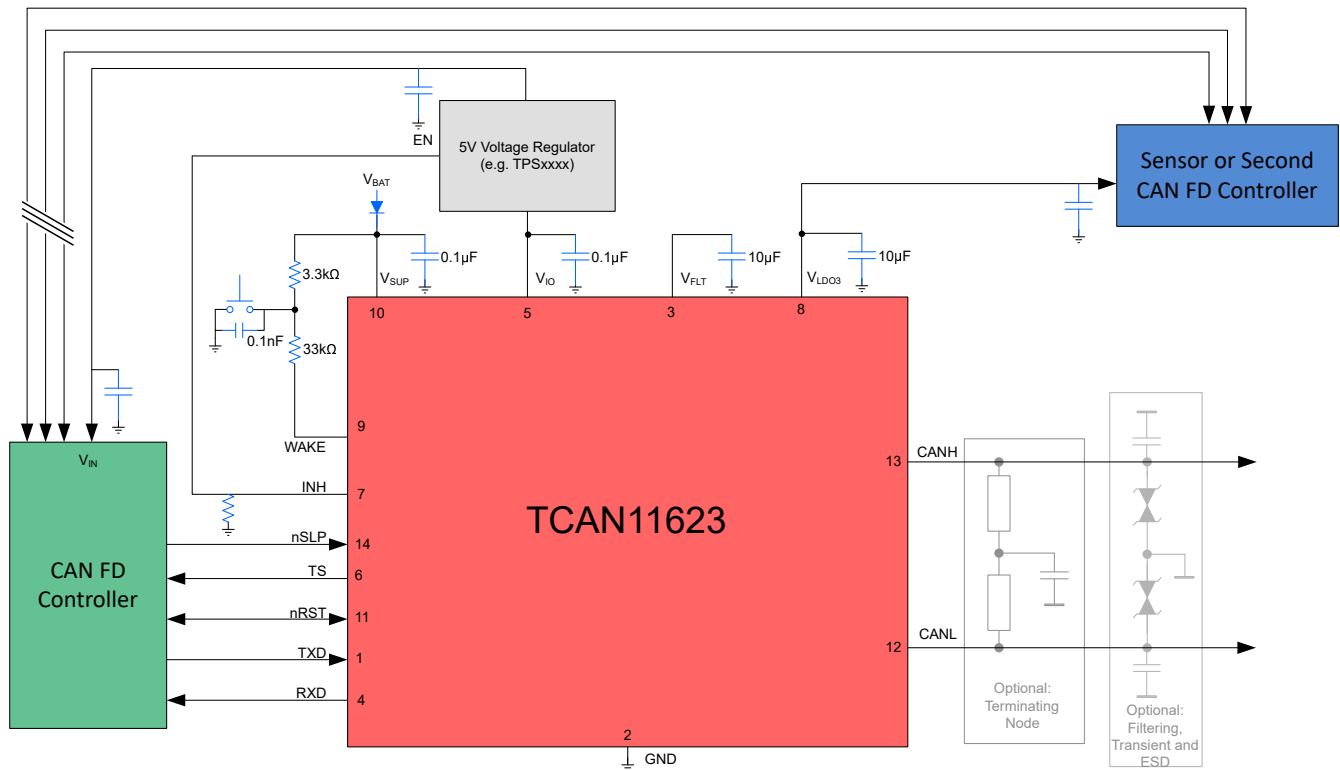 EN
5V Voltage Regulator
(e.g. TPSxxxx)
Sensor or Second
CAN FD Controller
VBAT
0.1µF
0.1µF
10µF
10µF
3.3kΩ
VSUP
VIO
VFLT
VLDO3
10
5
3
8
0.1nF
33kΩ
WAKE
9
VIN
INH
7
CANH
13
TCAN11623
nSLP
14
TS
6
CAN FD
Controller
nRST
11
TXD
1
RXD
4
CANL
12
2
GND
Optional:
Terminating
Node
Optional:
Filtering,
Transient and
ESD